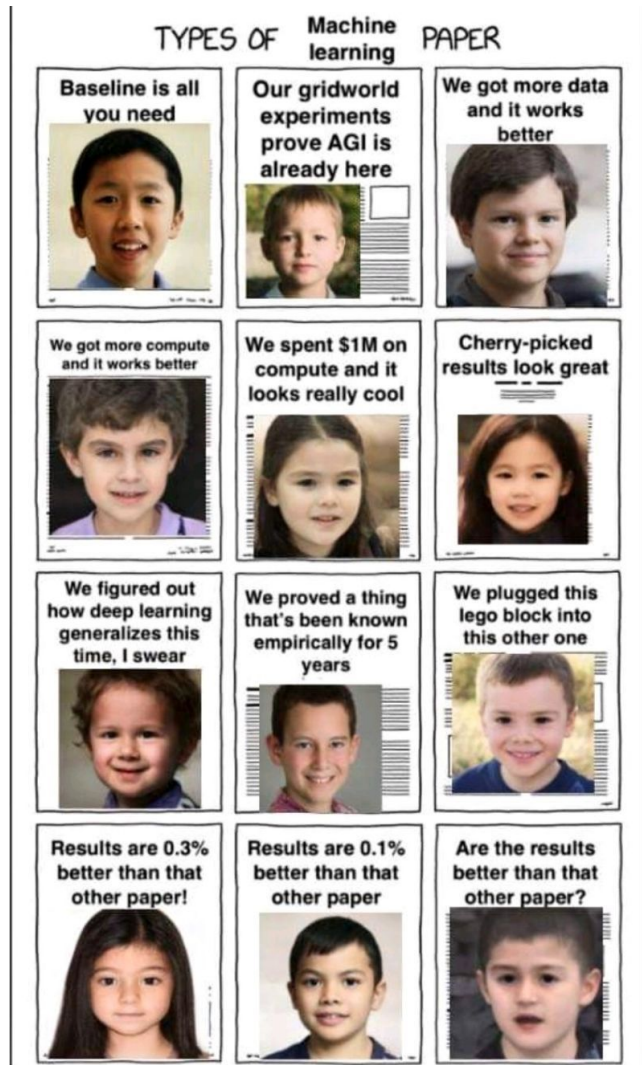 TYPES OF Machine learning PAPER
Baseline is all
you need
Our gridworld
experiments
prove AGI is
already here
We got more data
and it works
better
We got more compute
and it works better
We spent $1M on
compute and it
looks really cool
Cherry-picked
results look great
We figured out
how deep learning
generalizes this
time, I swear
We proved a thing
that's been known
empirically for 5
years
We plugged this
lego block into
this other one
Results are 0.3%
better than that
other paper!
Results are 0.1%
better than that
other paper
Are the results
better than that
other paper?